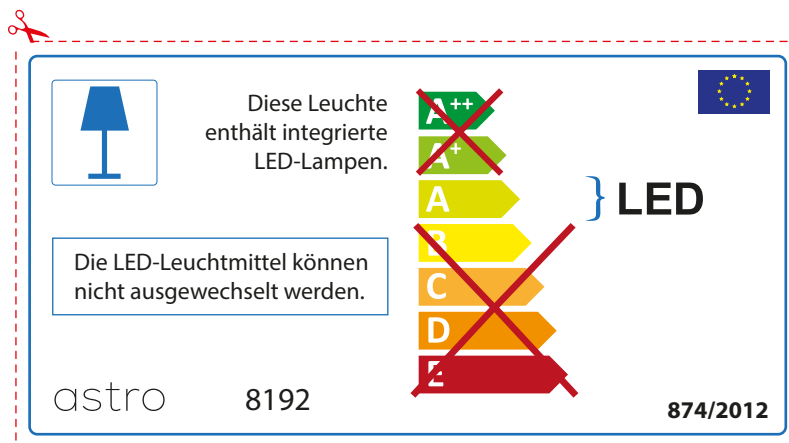 Diese Leuchte
enthält integrierte
LED-Lampen.
A++
A+
A
B
C
D
E
LED
Die LED-Leuchtmittel können
nicht ausgewechselt werden.
astro
8192
874/2012